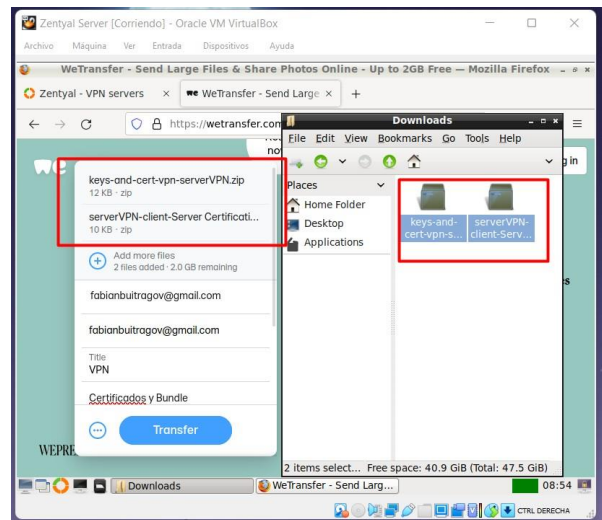 Zentyal Server [Corriendo] - Oracle VM VirtualBox
Archivo Máquina Ver Entrada Dispositivos Ayuda
WeTransfer - Send Large Files & Share Photos Online - Up to 2GB Free — Mozilla Firefox
Zentyal - VPN servers
WeTransfer - Send Large
https://wetransfer.com
Downloads
File Edit View Bookmarks Go Tools Help
we
keys-and-cert-vpn-serverVPN.zip
12 KB · zip
serverVPN-client-Server Certificati...
10 KB · zip
Add more files
2 files added · 2.0 GB remaining
fabianbuitragov@gmail.com
fabianbuitragov@gmail.com
Title
VPN
Certificados y Bundle
Transfer
WEPRE
Places
Home Folder
Desktop
Applications
keys-and-
cert-vpn-s...
serverVPN-
client-Serv...
2 items select... Free space: 40.9 GiB (Total: 47.5 GiB)
Downloads
WeTransfer - Send Larg...
08:54
CTRL DERECHA